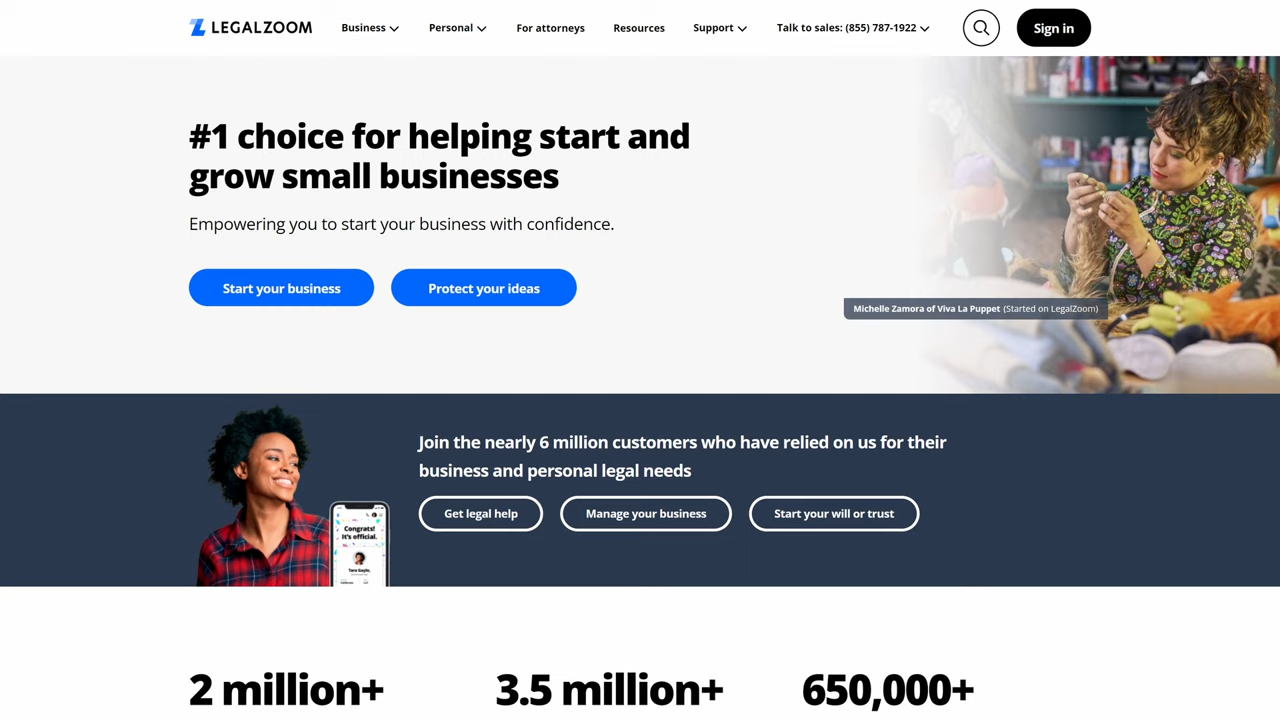 LEGALZOOM
Business
Personal
For attorneys
Resources
Support
Talk to sales: (855) 787-1922
Sign in
#1 choice for helping start and
grow small businesses
Empowering you to start your business with confidence.
Start your business
Protect your ideas
Michelle Zamora of Viva La Puppet (Started on LegalZoom)
Join the nearly 6 million customers who have relied on us for their
business and personal legal needs
Get legal help
Manage your business
Start your will or trust
Congrats!
It's official.
Tara Gayle,
2 million+
3.5 million+
650,000+